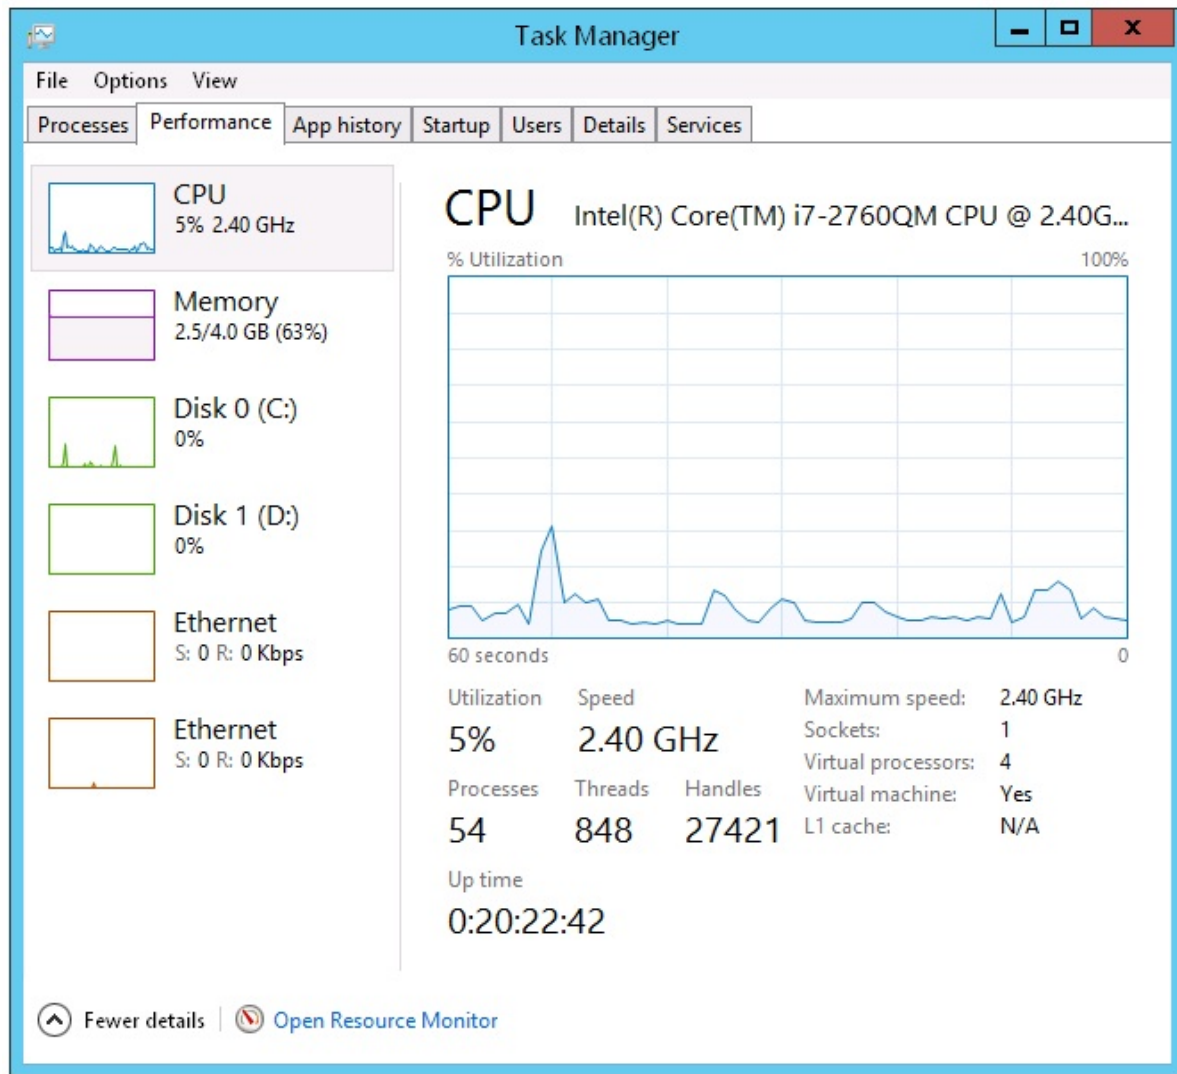 Task Manager
File Options View
Processes Performance App history Startup Users Details Services
CPU
5% 2.40 GHz
Memory
2.5/4.0 GB (63%)
Disk 0 (C:)
0%
Disk 1 (D:)
0%
Ethernet
S: 0 R: 0 Kbps
Ethernet
S: 0 R: 0 Kbps
CPU Intel(R) Core(TM) i7-2760QM CPU @ 2.40G...
% Utilization 100%
60 seconds 0
Utilization Speed
5% 2.40 GHz
Processes Threads Handles
54 848 27421
Up time
0:20:22:42
Maximum speed: 2.40 GHz
Sockets: 1
Virtual processors: 4
Virtual machine: Yes
L1 cache: N/A
Fewer details Open Resource Monitor